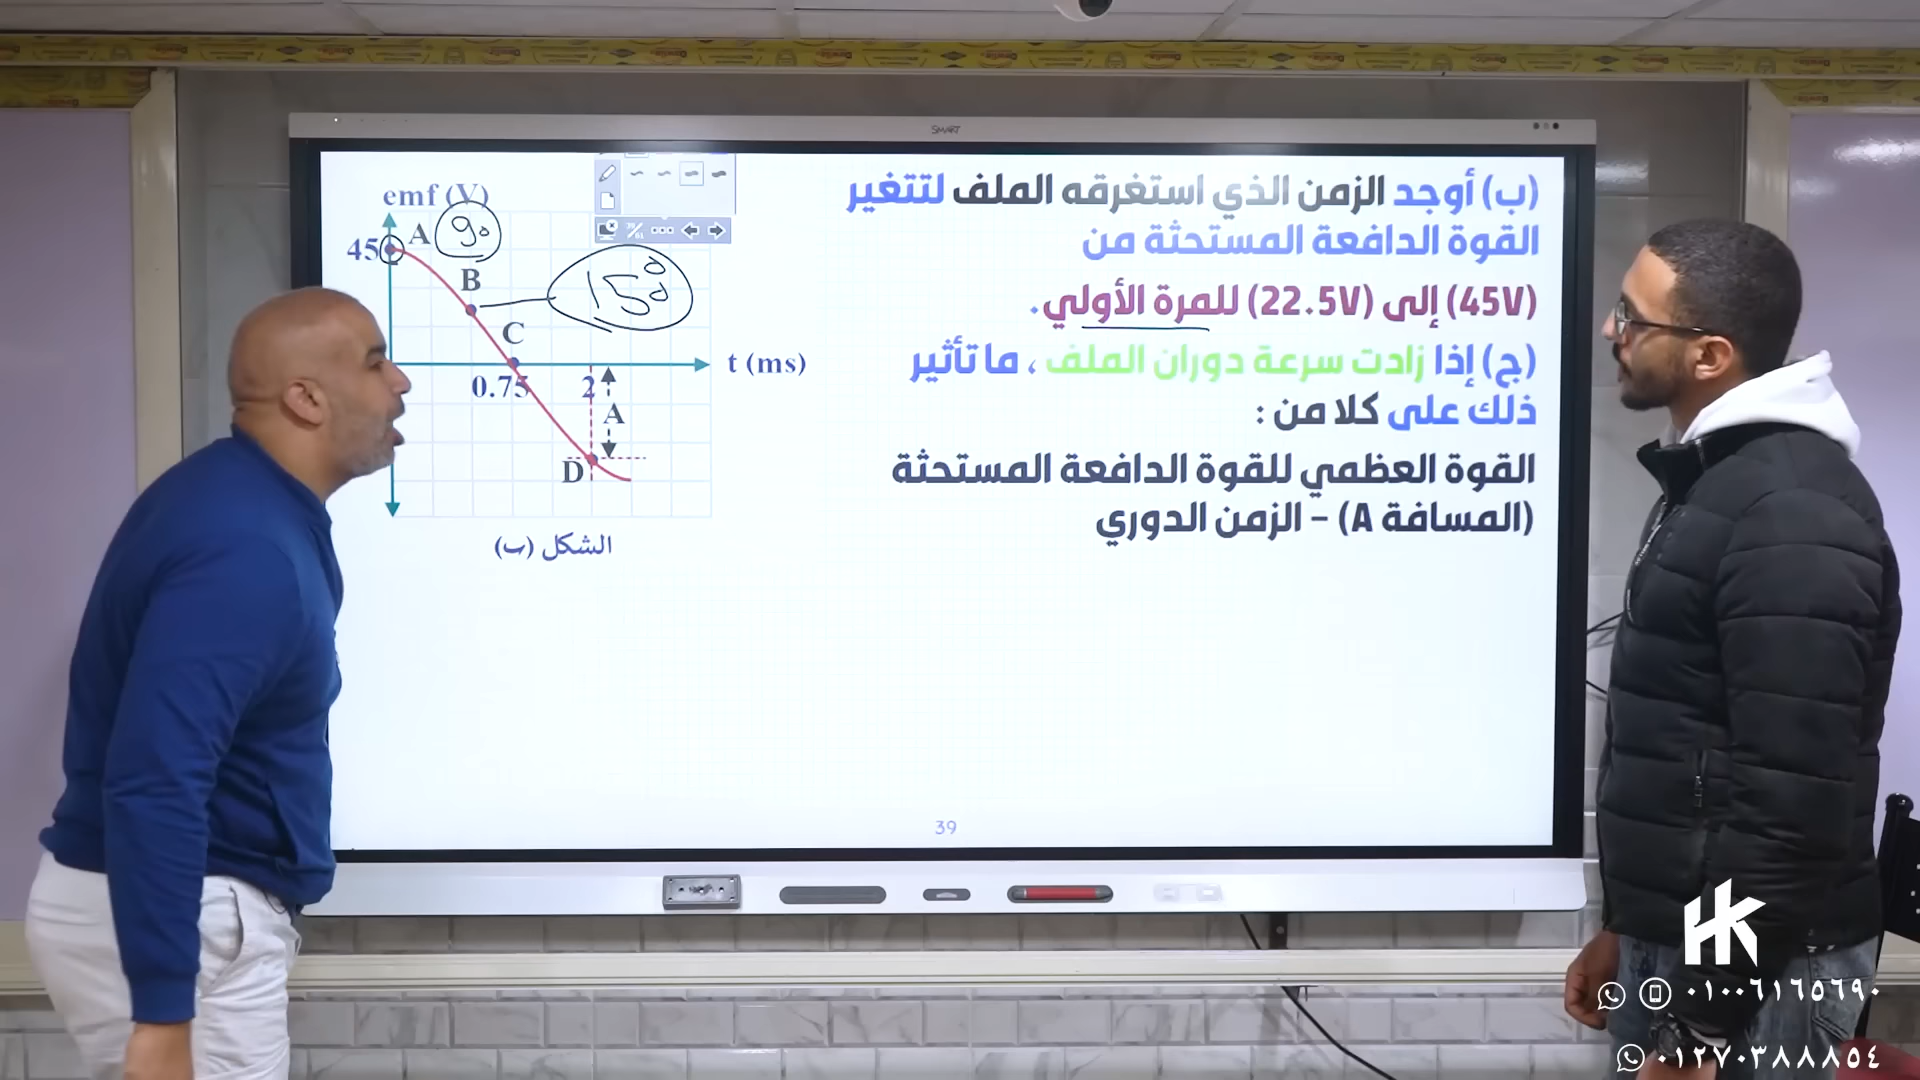 SMART
emf (V)
45
A
90
B
150
C
t (ms)
0.75
2
A
D
الشكل (ب)
(ب) أوجد الزمن الذي استغرقه الملف لتتغير
القوة الدافعة المستحثة من
(45V) إلى (22.5V) للمرة الأولي.
(ج) إذا زادت سرعة دوران الملف ، ما تأثير
ذلك على كلا من :
القوة العظمي للقوة الدافعة المستحثة
(المسافة A) – الزمن الدوري
39
HK
٠١٠٠٦١٦٥٦٩٠
٠١٢٧٠٣٨٨٨٥٤